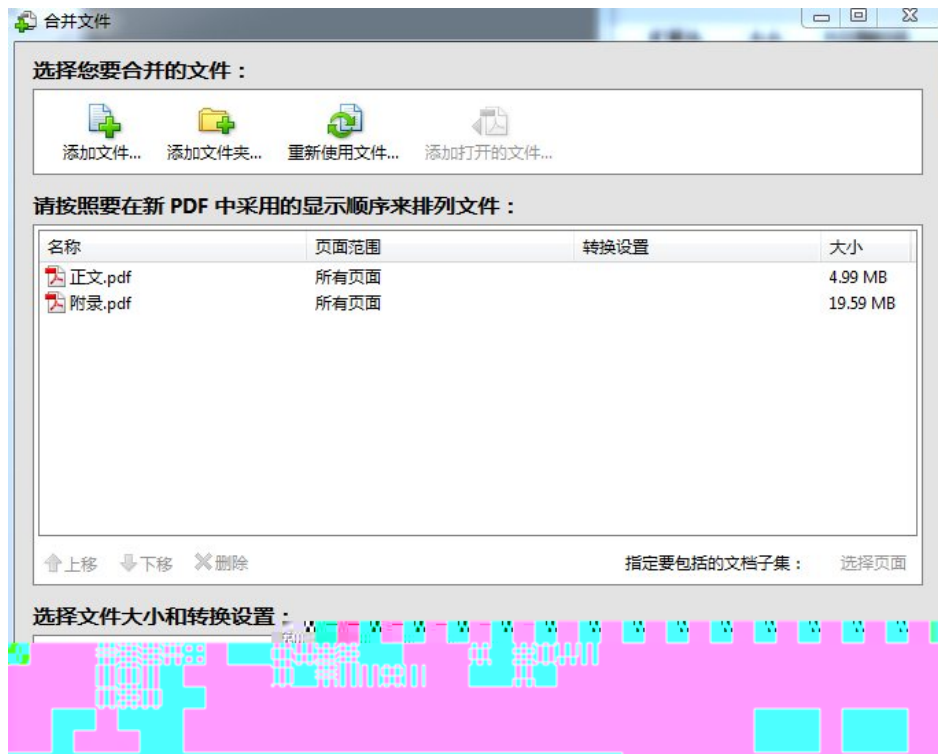 合并文件
选择您要合并的文件：
添加文件... 添加文件夹... 重新使用文件... 添加打开的文件...
请按照要在新 PDF 中采用的显示顺序来排列文件：
名称 页面范围 转换设置 大小
正文.pdf 所有页面 4.99 MB
附录.pdf 所有页面 19.59 MB
上移 下移 删除 指定要包括的文档子集： 选择页面
选择文件大小和转换设置：